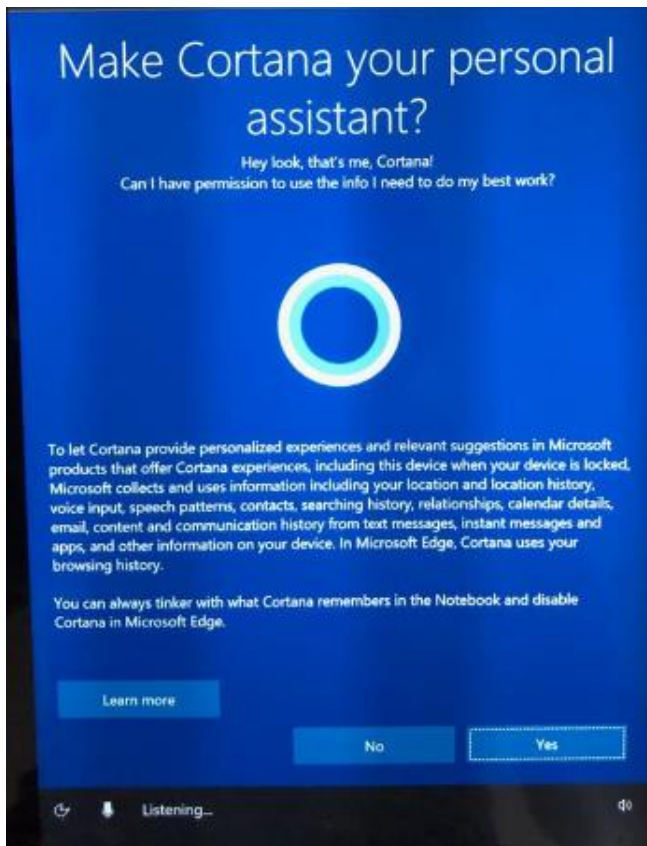 Make Cortana your personal
assistant?
Hey look, that's me, Cortana!
Can I have permission to use the info I need to do my best work?
To let Cortana provide personalized experiences and relevant suggestions in Microsoft
products that offer Cortana experiences, including this device when your device is locked,
Microsoft collects and uses information including your location and location history,
voice input, speech patterns, contacts, searching history, relationships, calendar details,
email, content and communication history from text messages, instant messages and
apps, and other information on your device. In Microsoft Edge, Cortana uses your
browsing history.
You can always tinker with what Cortana remembers in the Notebook and disable
Cortana in Microsoft Edge.
Learn more
No
Yes
Listening...